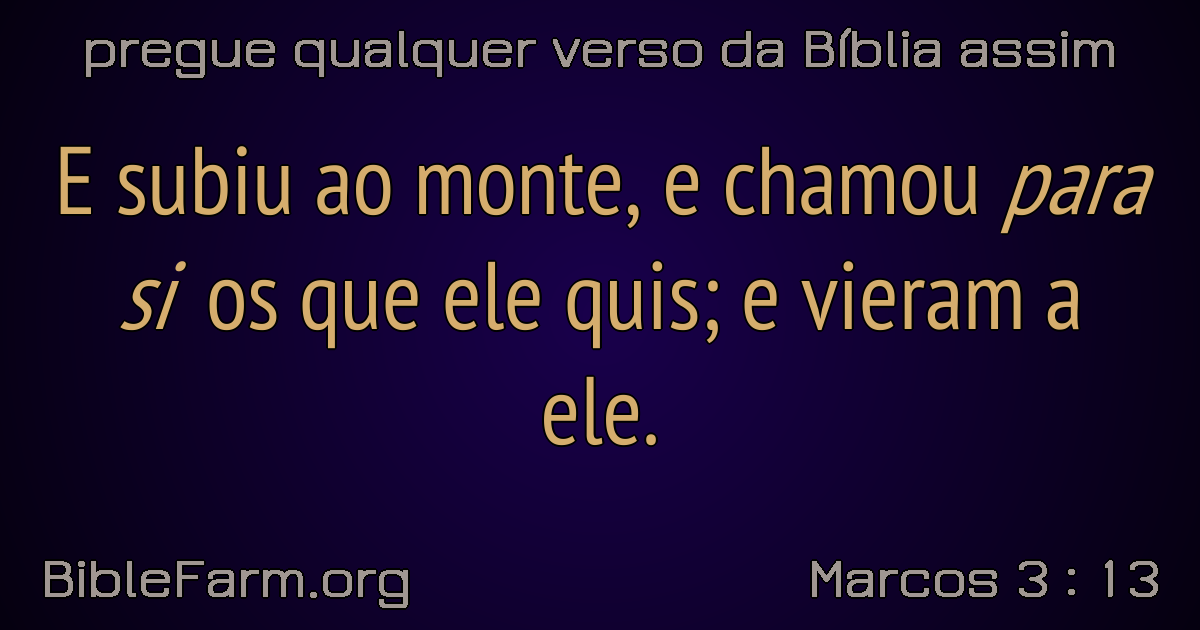 pregue qualquer verso da Bíblia assim
E subiu ao monte, e chamou para
si os que ele quis; e vieram a
ele.
BibleFarm.org
Marcos 3 : 13